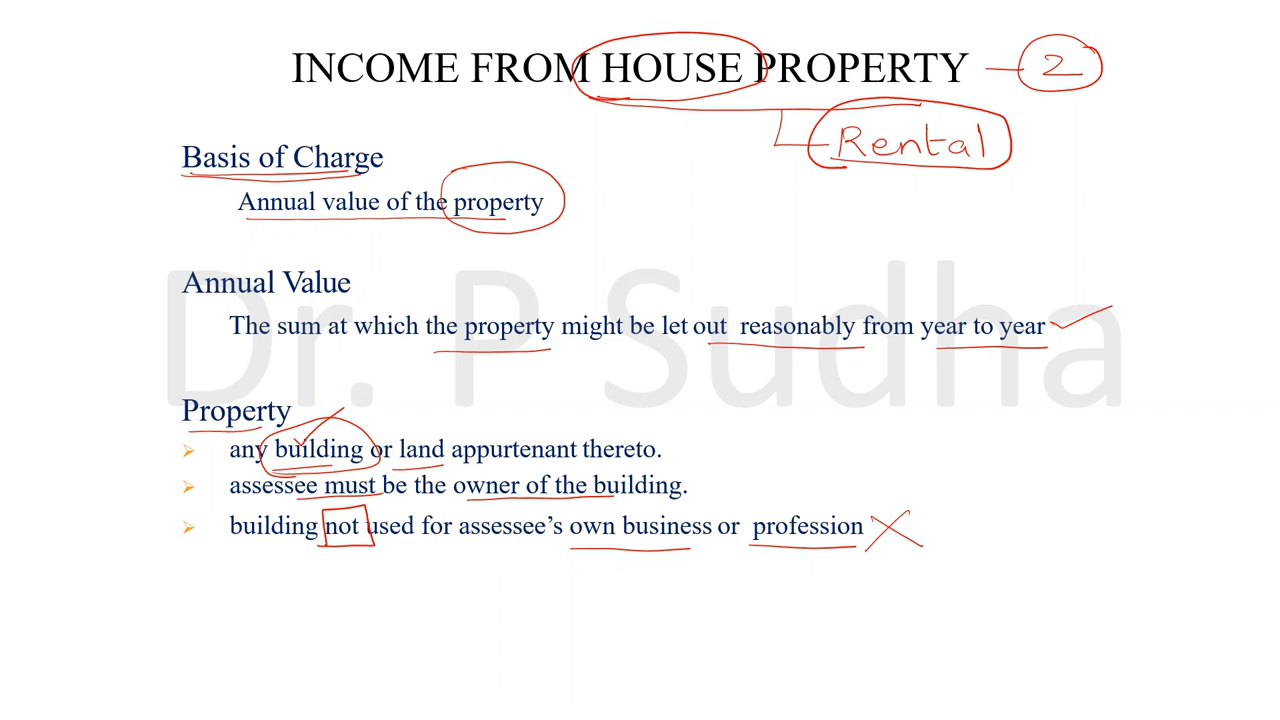 INCOME FROM HOUSE PROPERTY — 2
Rental
Basis of Charge
Annual value of the property
Annual Value
The sum at which the property might be let out reasonably from year to year
Dr. P Sudha
Property
any building or land appurtenant thereto.
assessee must be the owner of the building.
building not used for assessee’s own business or profession